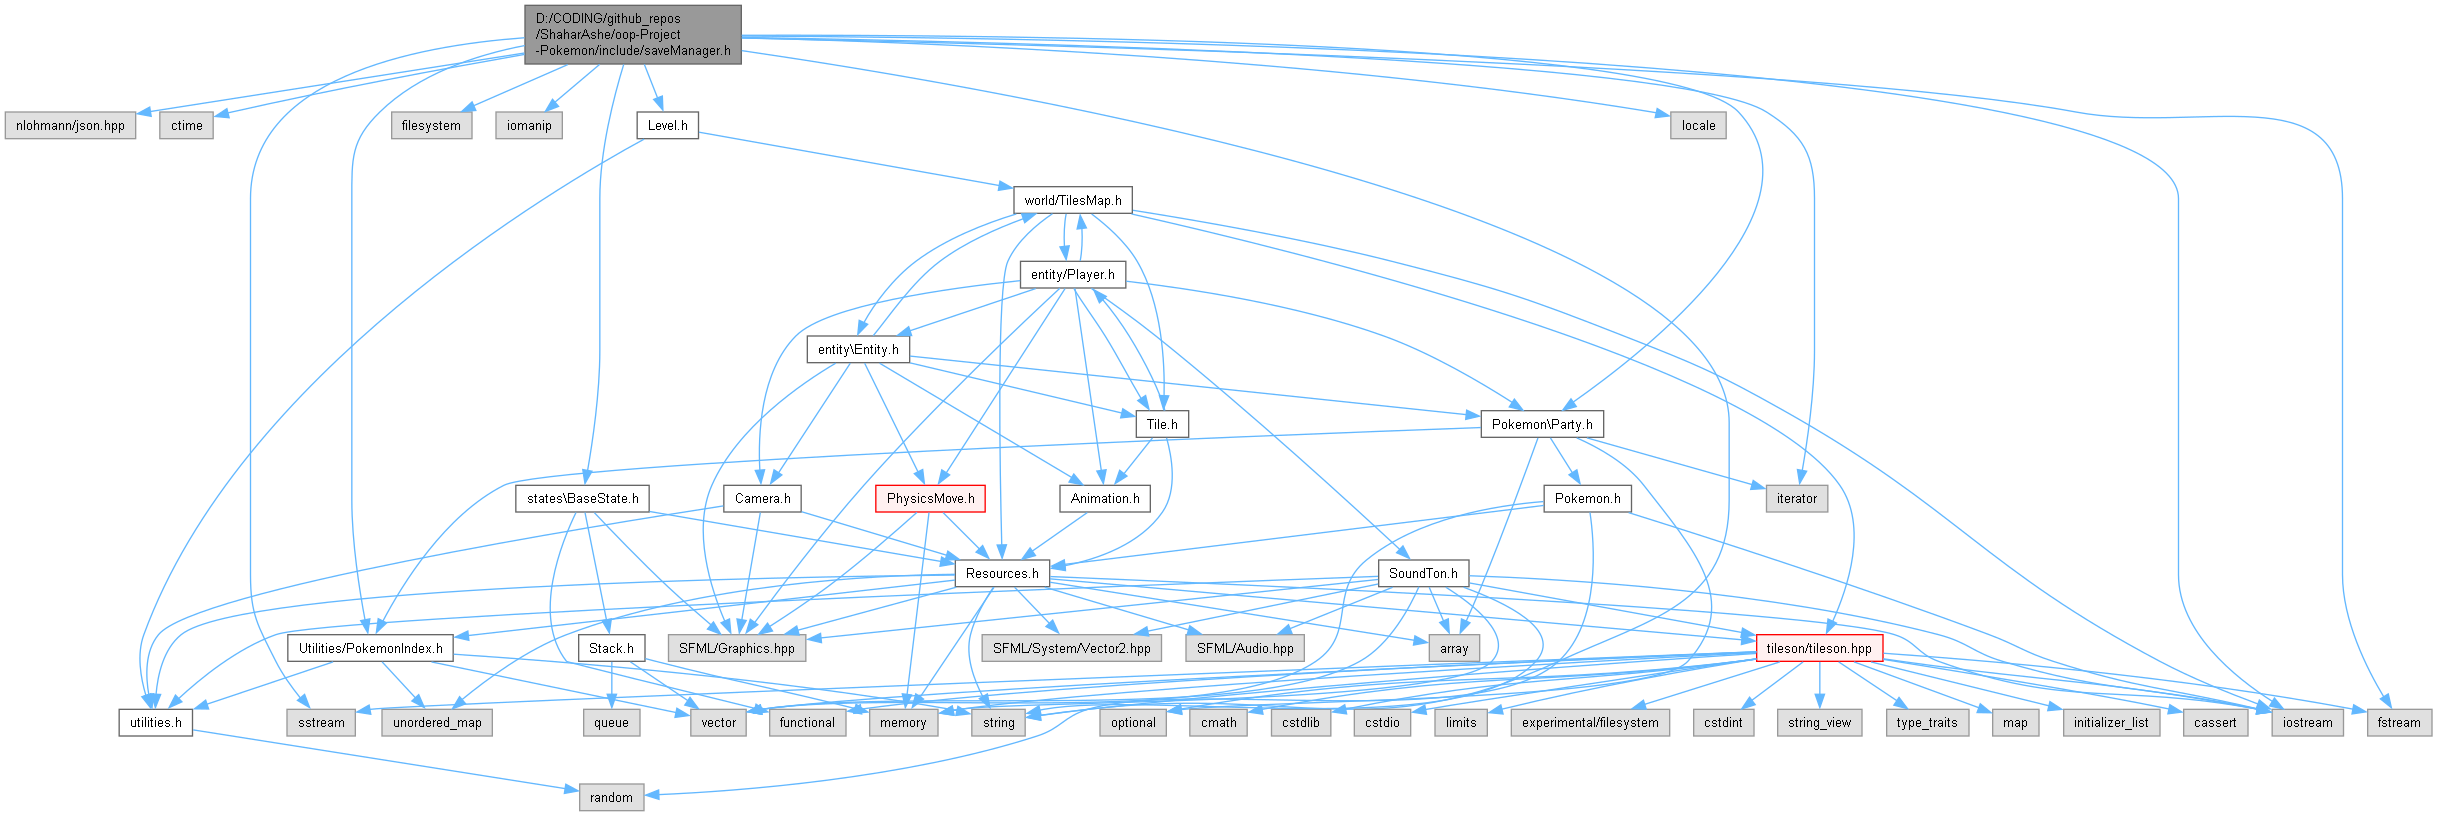 D:/CODING/github_repos
/ShaharAshe/oop-Project
-Pokemon/include/saveManager.h
nlohmann/json.hpp
ctime
filesystem
iomanip
Level.h
locale
world/TilesMap.h
entity/Player.h
entity\Entity.h
Tile.h
Pokemon\Party.h
states\BaseState.h
Camera.h
PhysicsMove.h
Animation.h
Pokemon.h
iterator
Resources.h
SoundTon.h
Utilities/PokemonIndex.h
Stack.h
SFML/Graphics.hpp
SFML/System/Vector2.hpp
SFML/Audio.hpp
array
tileson/tileson.hpp
utilities.h
sstream
unordered_map
queue
vector
functional
memory
string
optional
cmath
cstdlib
cstdio
limits
experimental/filesystem
cstdint
string_view
type_traits
map
initializer_list
cassert
iostream
fstream
random